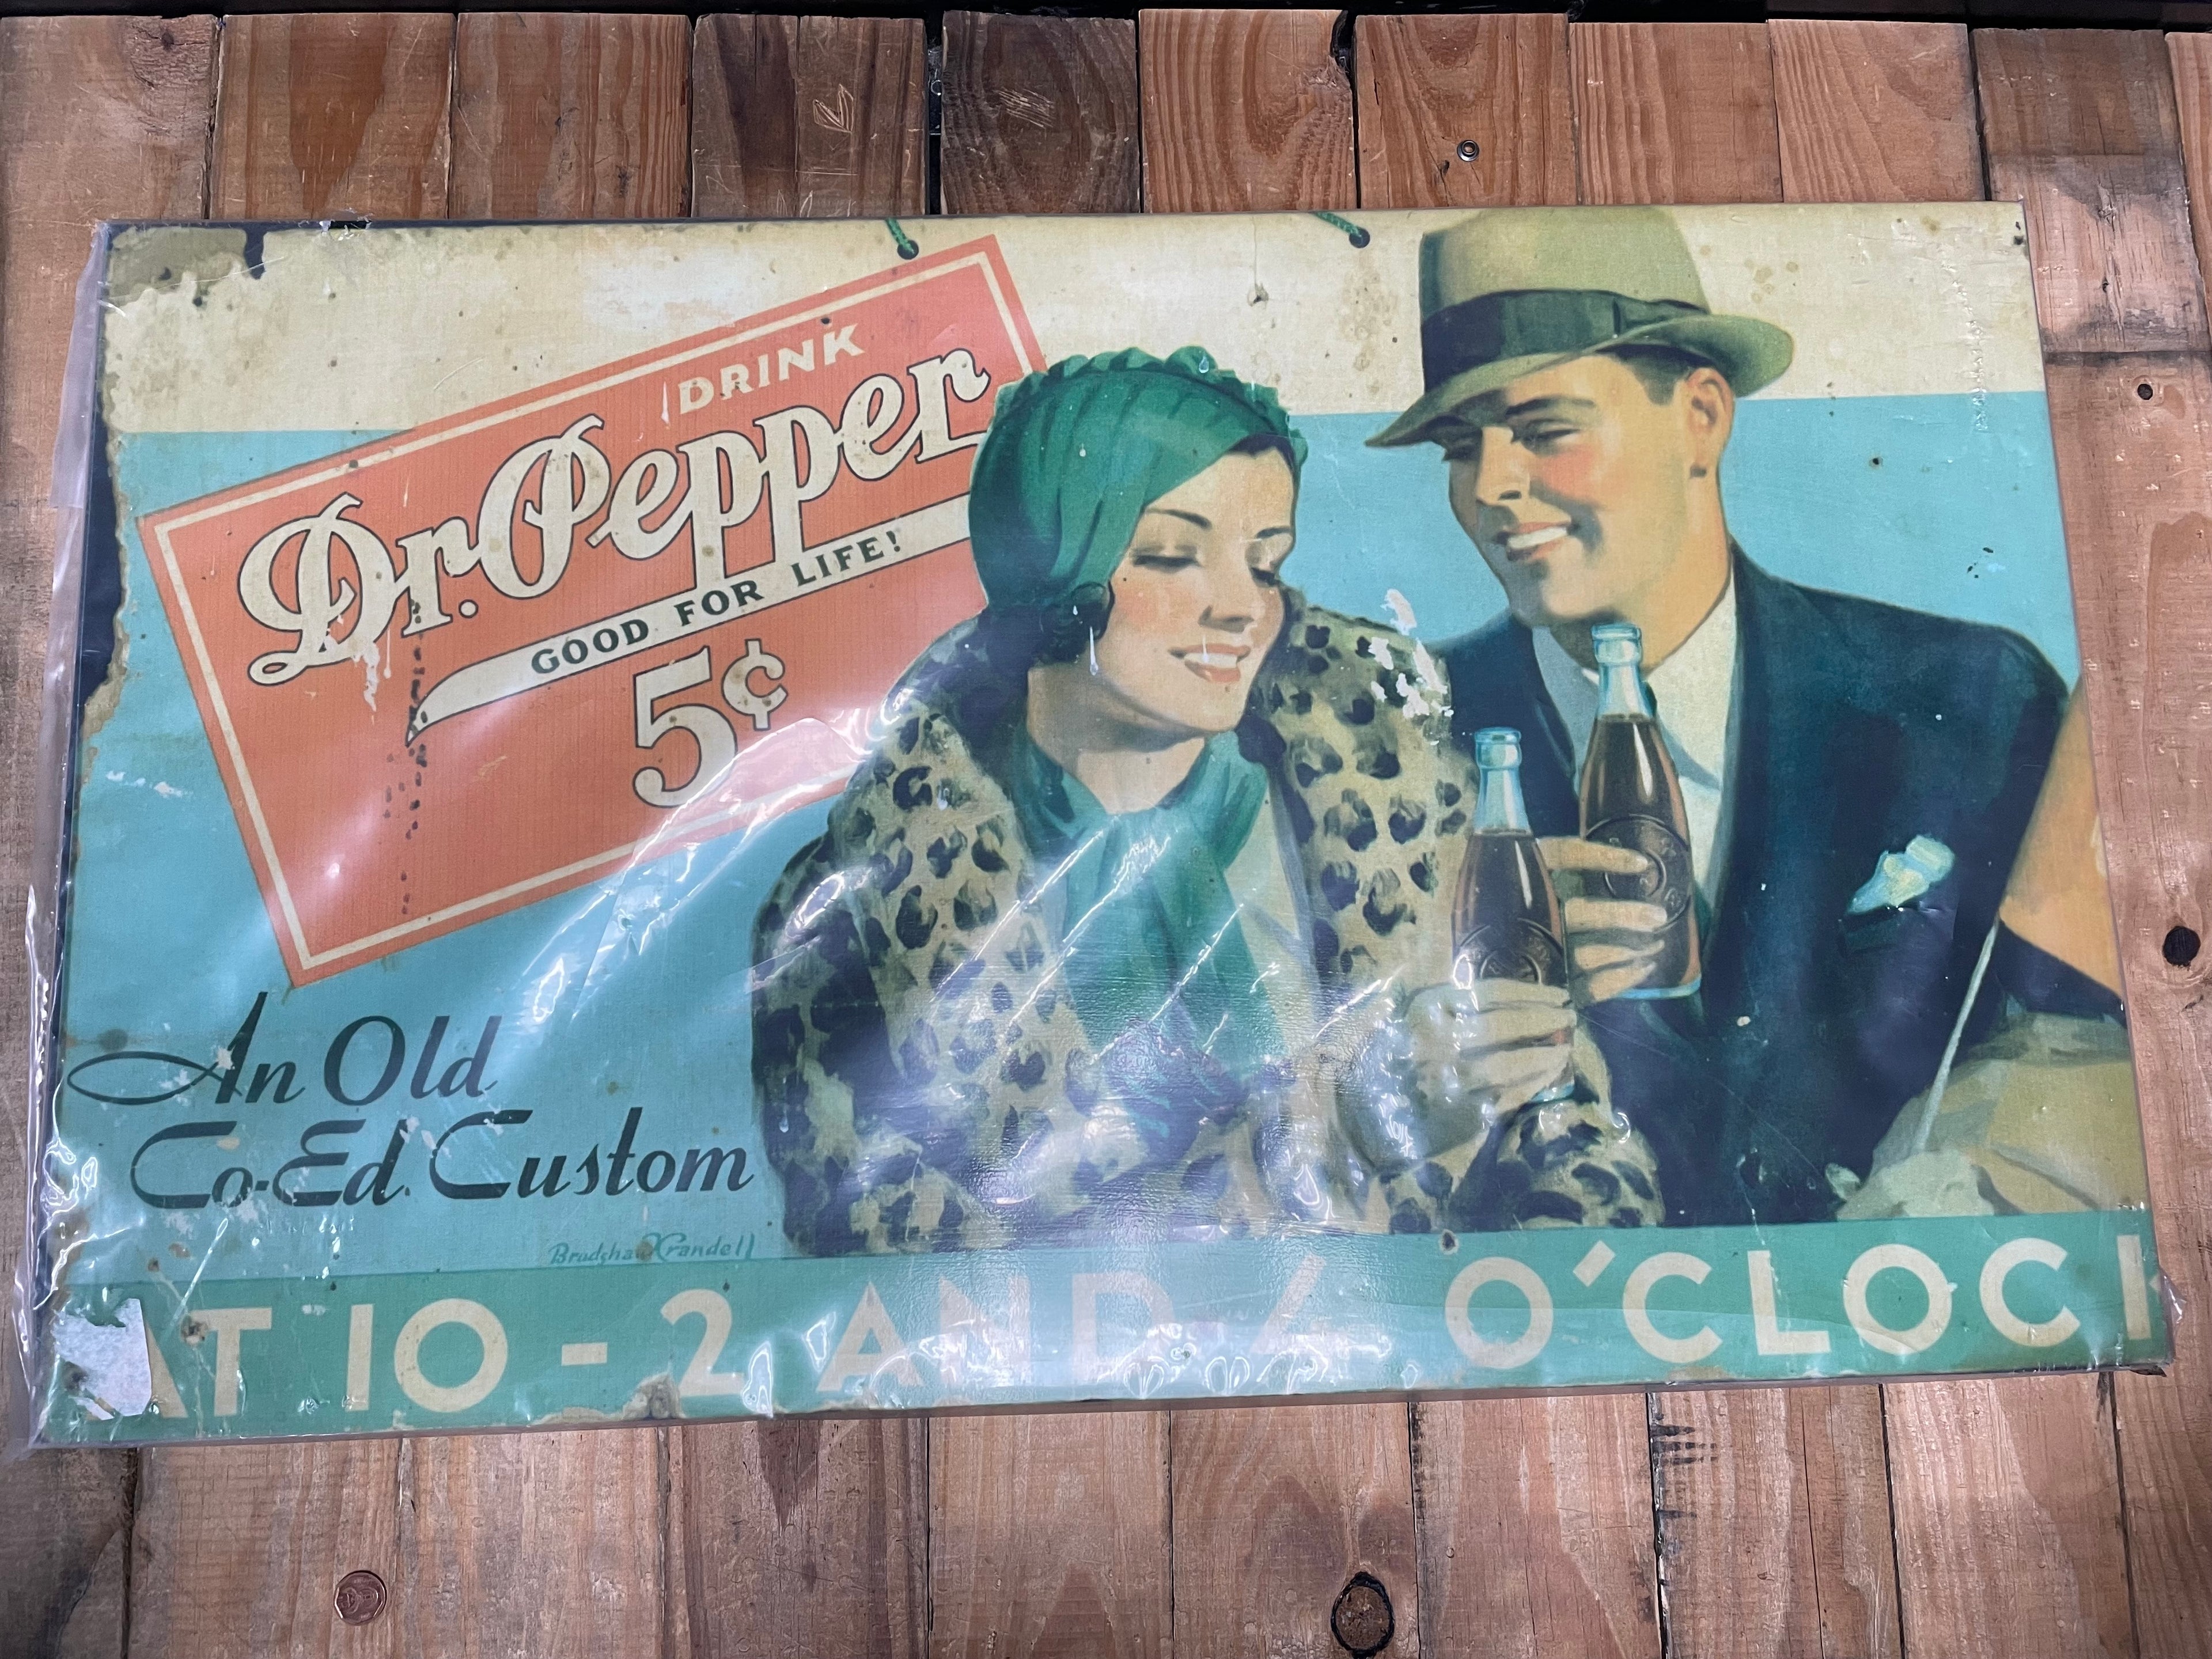 DRINK
Dr. Pepper
GOOD FOR LIFE!
5¢
An Old
Co-Ed Custom
Bradshaw Crandell
AT 10 - 2 AND 4 O'CLOCK